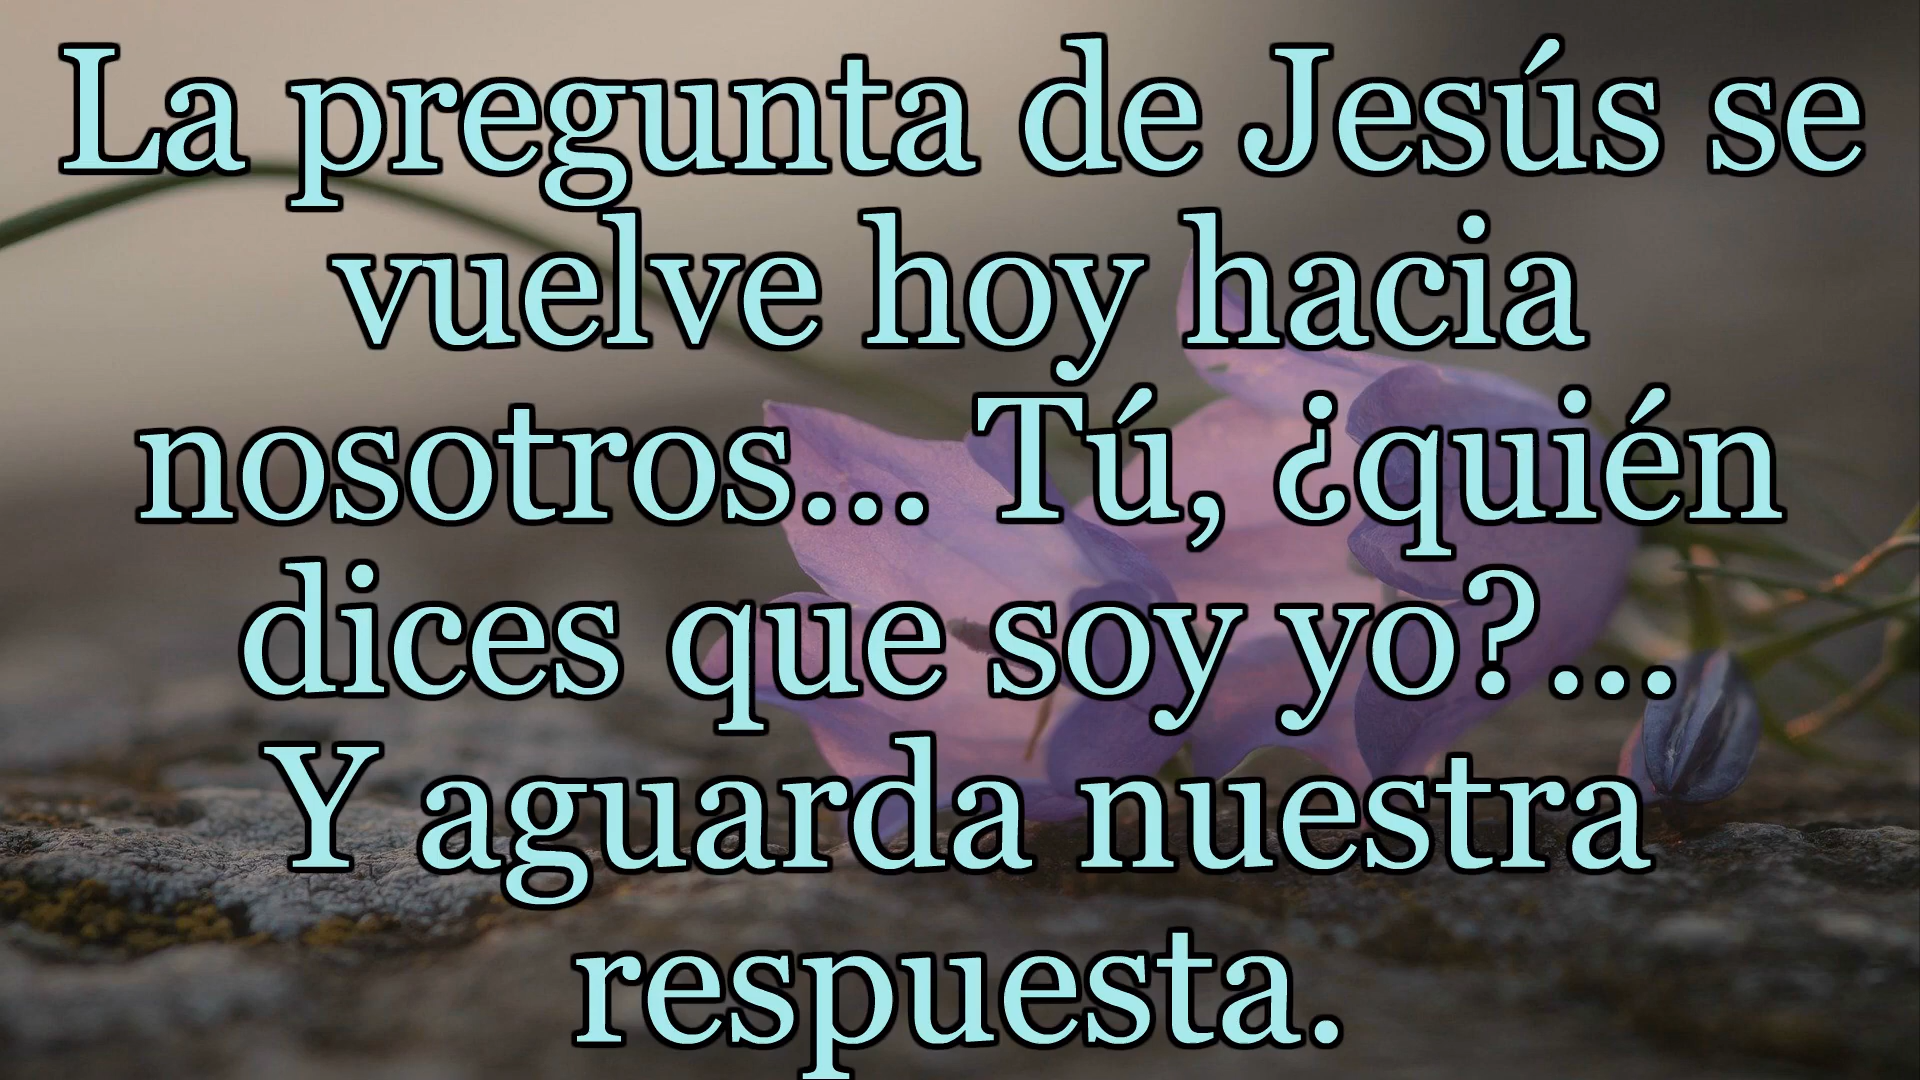 La pregunta de Jesús se
vuelve hoy hacia
nosotros... Tú, ¿quién
dices que soy yo?...
Y aguarda nuestra
respuesta.